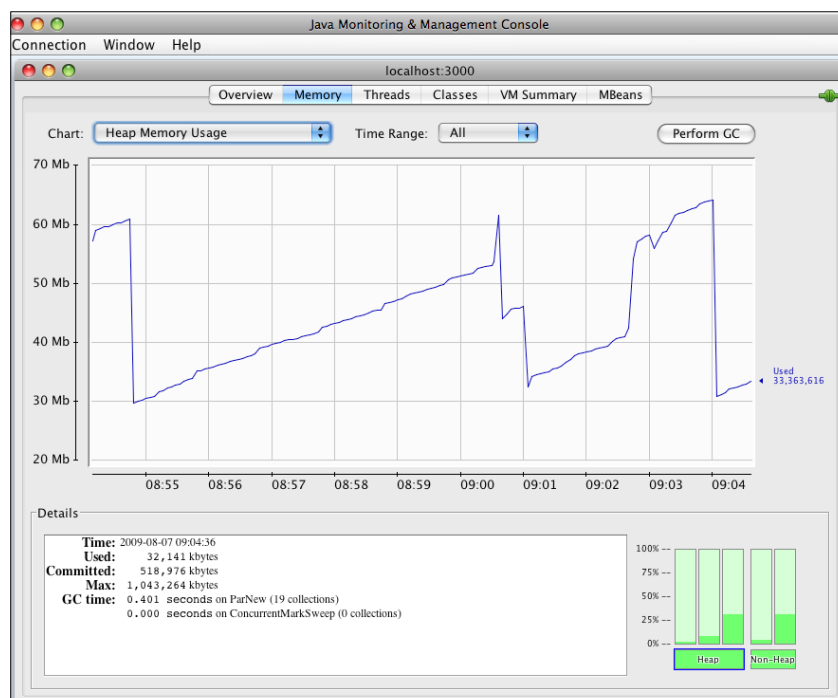 Java Monitoring & Management Console
Connection Window Help
localhost:3000
Overview Memory Threads Classes VM Summary MBeans
Chart: Heap Memory Usage Time Range: All Perform GC
70 Mb
60 Mb
50 Mb
40 Mb
30 Mb
20 Mb
Used
33,363,616
08:55 08:56 08:57 08:58 08:59 09:00 09:01 09:02 09:03 09:04
Details
Time: 2009-08-07 09:04:36
Used: 32,141 kbytes
Committed: 518,976 kbytes
Max: 1,043,264 kbytes
GC time: 0.401 seconds on ParNew (19 collections)
0.000 seconds on ConcurrentMarkSweep (0 collections)
100% --
75% --
50% --
25% --
0% --
Heap Non-Heap